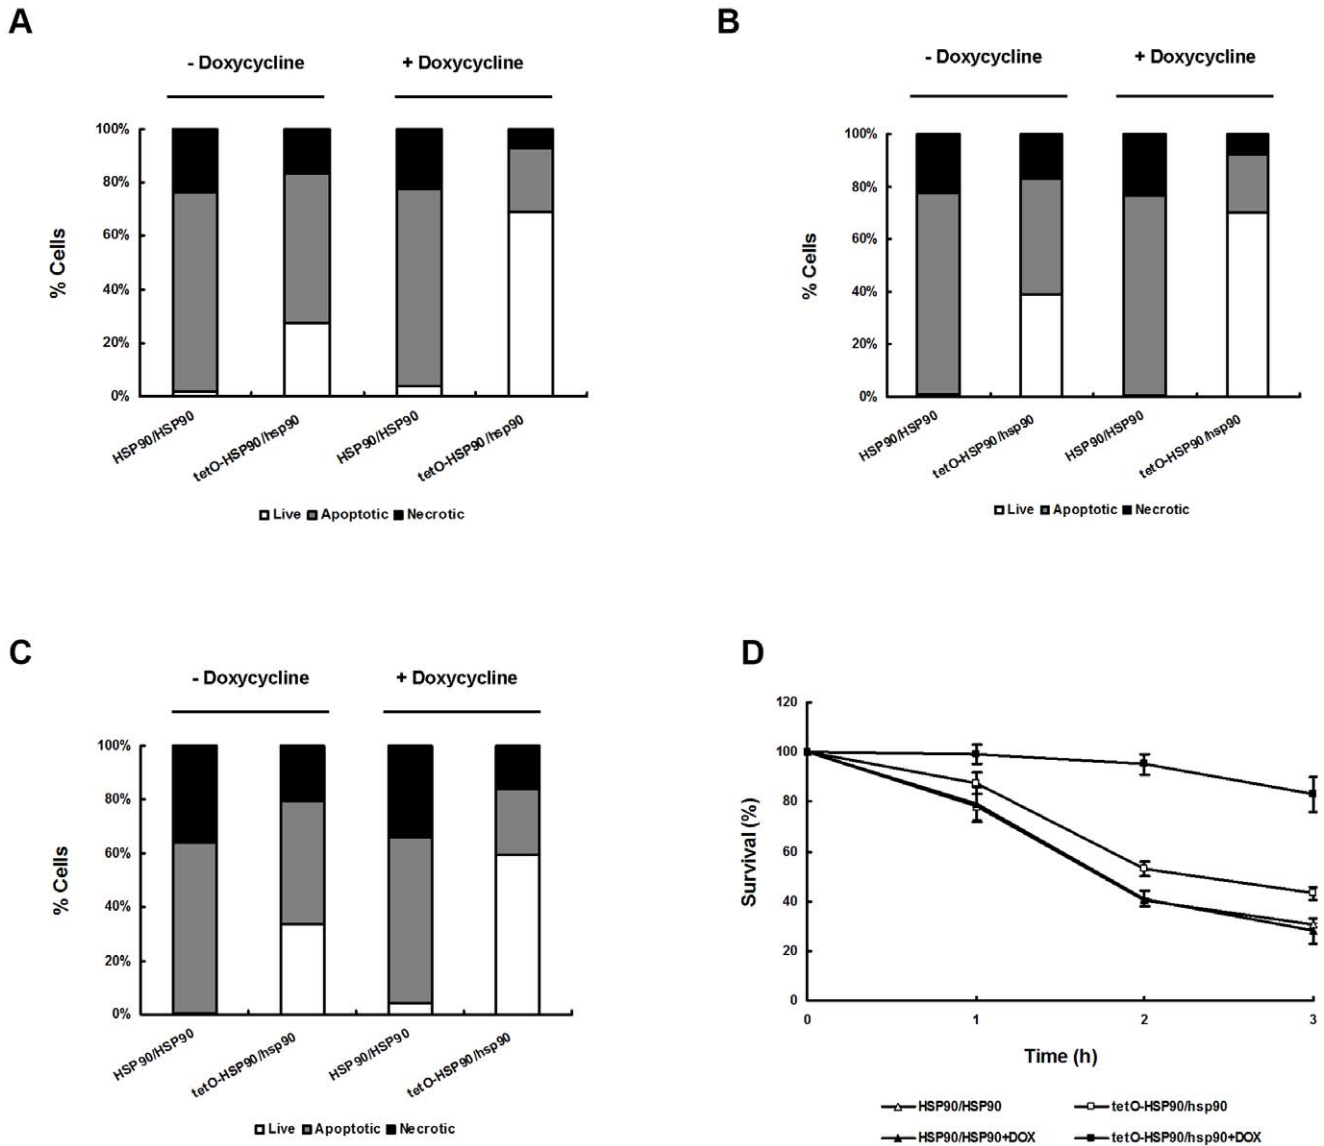 A
- Doxycycline + Doxycycline
100%
80%
60%
40%
20%
0%
% Cells
HSP90/HSP90
tetO-HSP90/hsp90
HSP90/HSP90
tetO-HSP90/hsp90
Live Apoptotic Necrotic
B
- Doxycycline + Doxycycline
100%
80%
60%
40%
20%
0%
% Cells
HSP90/HSP90
tetO-HSP90/hsp90
HSP90/HSP90
tetO-HSP90/hsp90
Live Apoptotic Necrotic
C
- Doxycycline + Doxycycline
100%
80%
60%
40%
20%
0%
% Cells
HSP90/HSP90
tetO-HSP90/hsp90
HSP90/HSP90
tetO-HSP90/hsp90
Live Apoptotic Necrotic
D
120
100
80
60
40
20
0
Survival (%)
0 1 2 3
Time (h)
HSP90/HSP90 tetO-HSP90/hsp90
HSP90/HSP90+DOX tetO-HSP90/hsp90+DOX